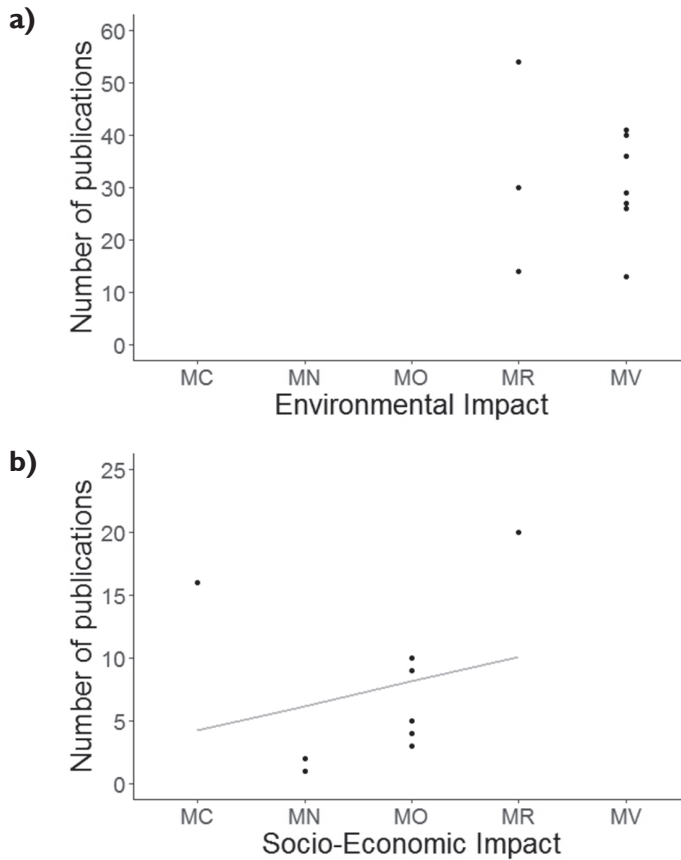 a)
Number of publications
60
50
40
30
20
10
0
MC MN MO MR MV
Environmental Impact
b)
Number of publications
25
20
15
10
5
0
MC MN MO MR MV
Socio-Economic Impact